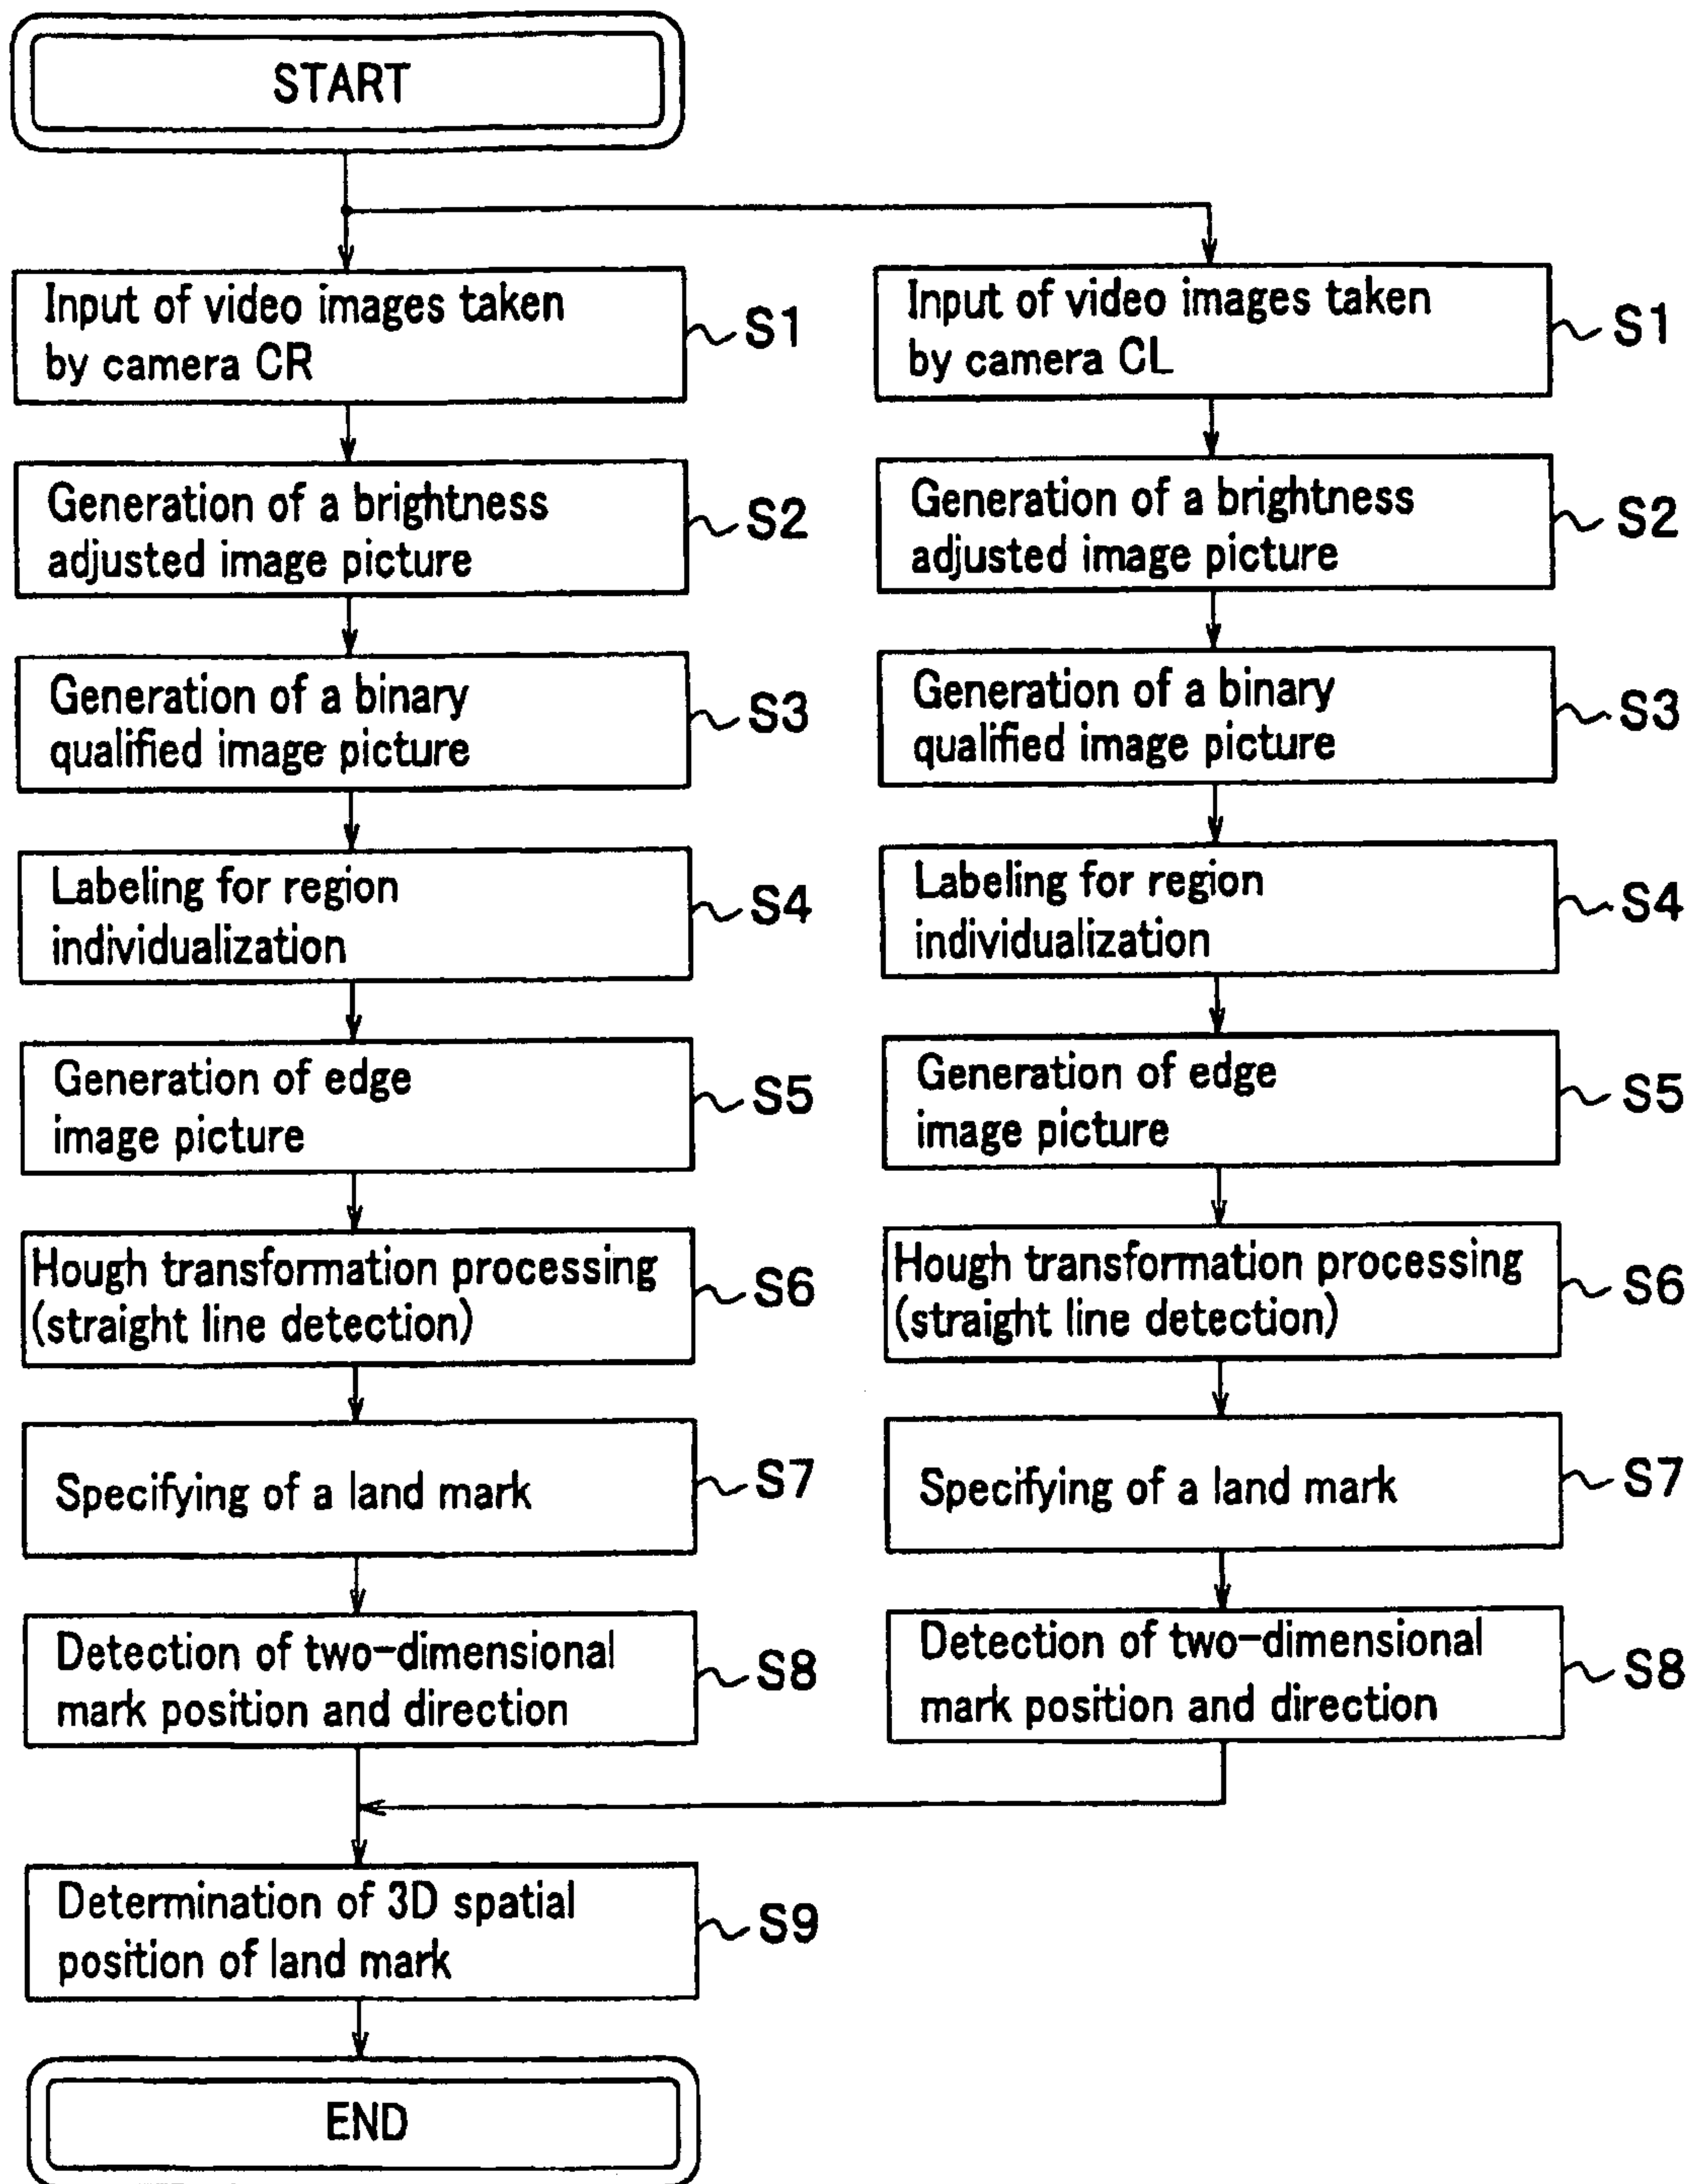 START
Input of video images taken
by camera CR
S1
Input of video images taken
by camera CL
S1
Generation of a brightness
adjusted image picture
S2
Generation of a brightness
adjusted image picture
S2
Generation of a binary
qualified image picture
S3
Generation of a binary
qualified image picture
S3
Labeling for region
individualization
S4
Labeling for region
individualization
S4
Generation of edge
image picture
S5
Generation of edge
image picture
S5
Hough transformation processing
(straight line detection)
S6
Hough transformation processing
(straight line detection)
S6
Specifying of a land mark
S7
Specifying of a land mark
S7
Detection of two-dimensional
mark position and direction
S8
Detection of two-dimensional
mark position and direction
S8
Determination of 3D spatial
position of land mark
S9
END